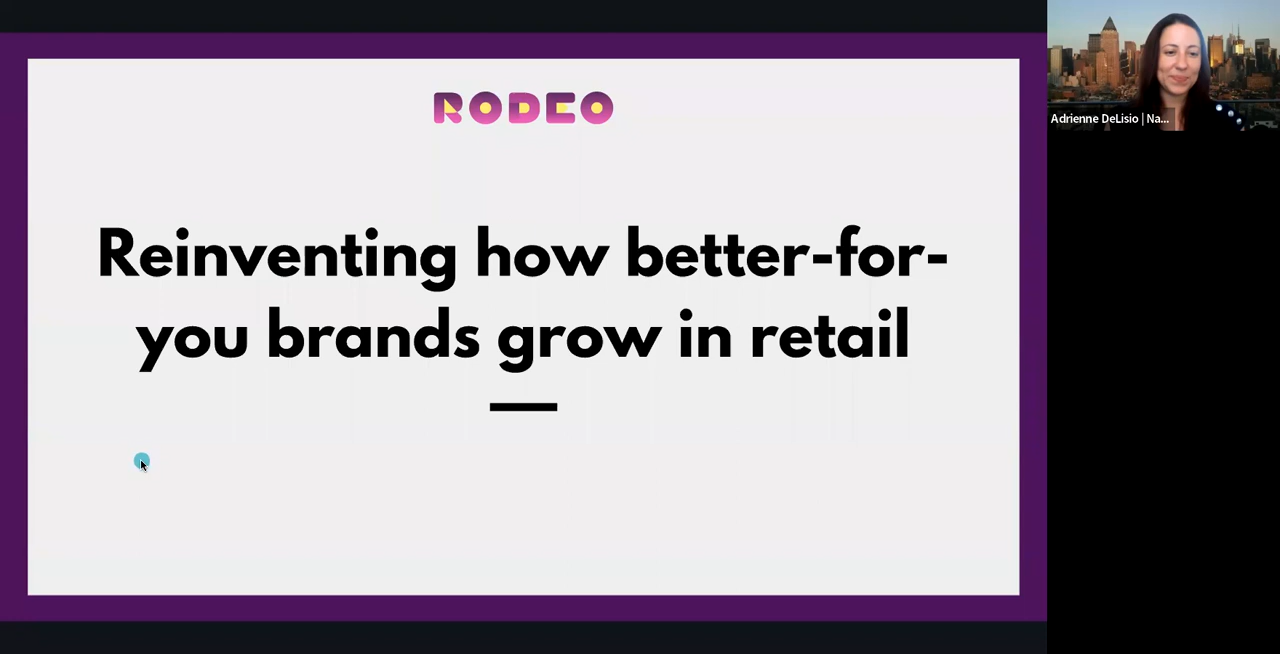 RODEO
Reinventing how better-for-
you brands grow in retail
Adrienne DeLisio | Na...